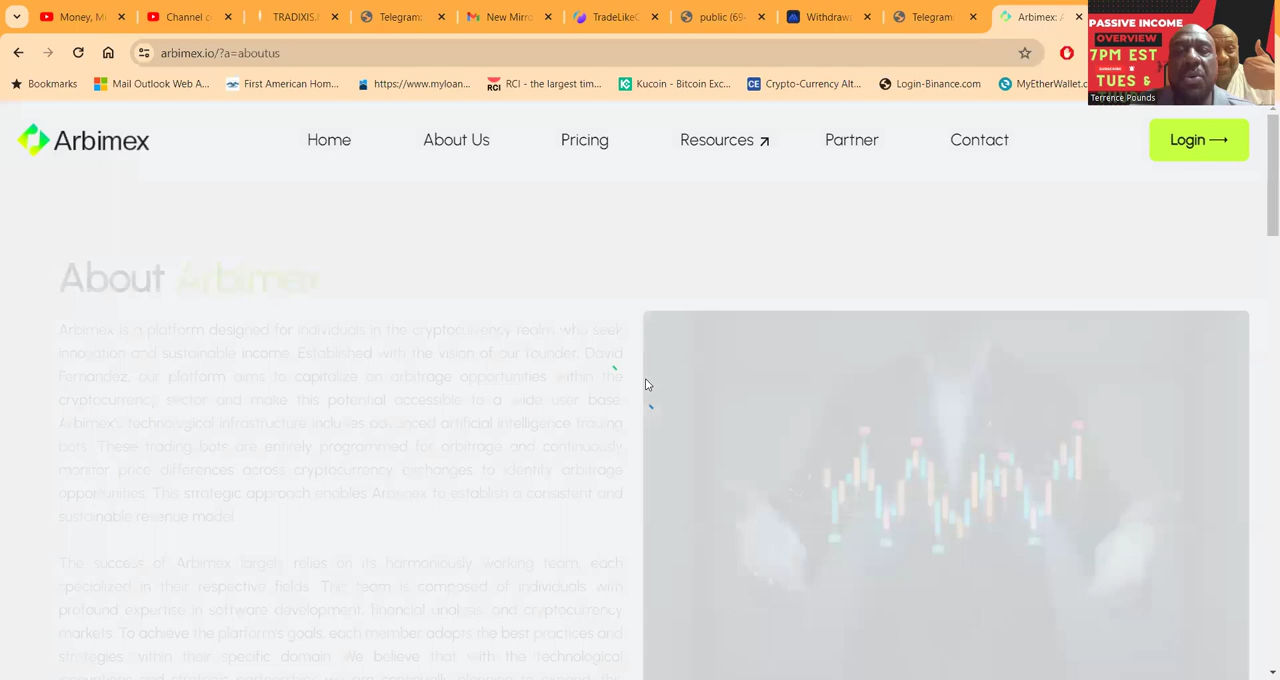 Money, M
Channel c
TRADIXIS.
Telegram:
New Mirro
TradeLikeC
public (69
Withdraw
Telegram:
Arbimex: A
arbimex.io/?a=aboutus
Bookmarks
Mail Outlook Web A...
First American Hom...
https://www.myloan...
RCI
RCI - the largest tim...
Kucoin - Bitcoin Exc...
CE
Crypto-Currency Alt...
Login-Binance.com
MyEtherWallet.c
PASSIVE INCOME
OVERVIEW
7PM EST
TUES &
Terrence Pounds
Arbimex
Home
About Us
Pricing
Resources
Partner
Contact
Login
About Arbimex
Arbimex is a platform designed for individuals in the cryptocurrency realm who seek
innovation and sustainable income. Established with the vision of our founder, David
Fernandez, our platform aims to capitalize on arbitrage opportunities within the
cryptocurrency sector and make this potential accessible to a wide user base.
Arbimex's technological infrastructure includes advanced artificial intelligence trading
bots. These trading bots are entirely programmed for arbitrage and continuously
monitor price differences across cryptocurrency exchanges to identify arbitrage
opportunities. This strategic approach enables Arbimex to establish a consistent and
sustainable revenue model.
The success of Arbimex largely relies on its harmoniously working team, each
specialized in their respective fields. This team is composed of individuals with
profound expertise in software development, financial analysis, and cryptocurrency
markets. To achieve the platform's goals, each member adopts the best practices and
strategies within their specific domain. We believe that with the technological